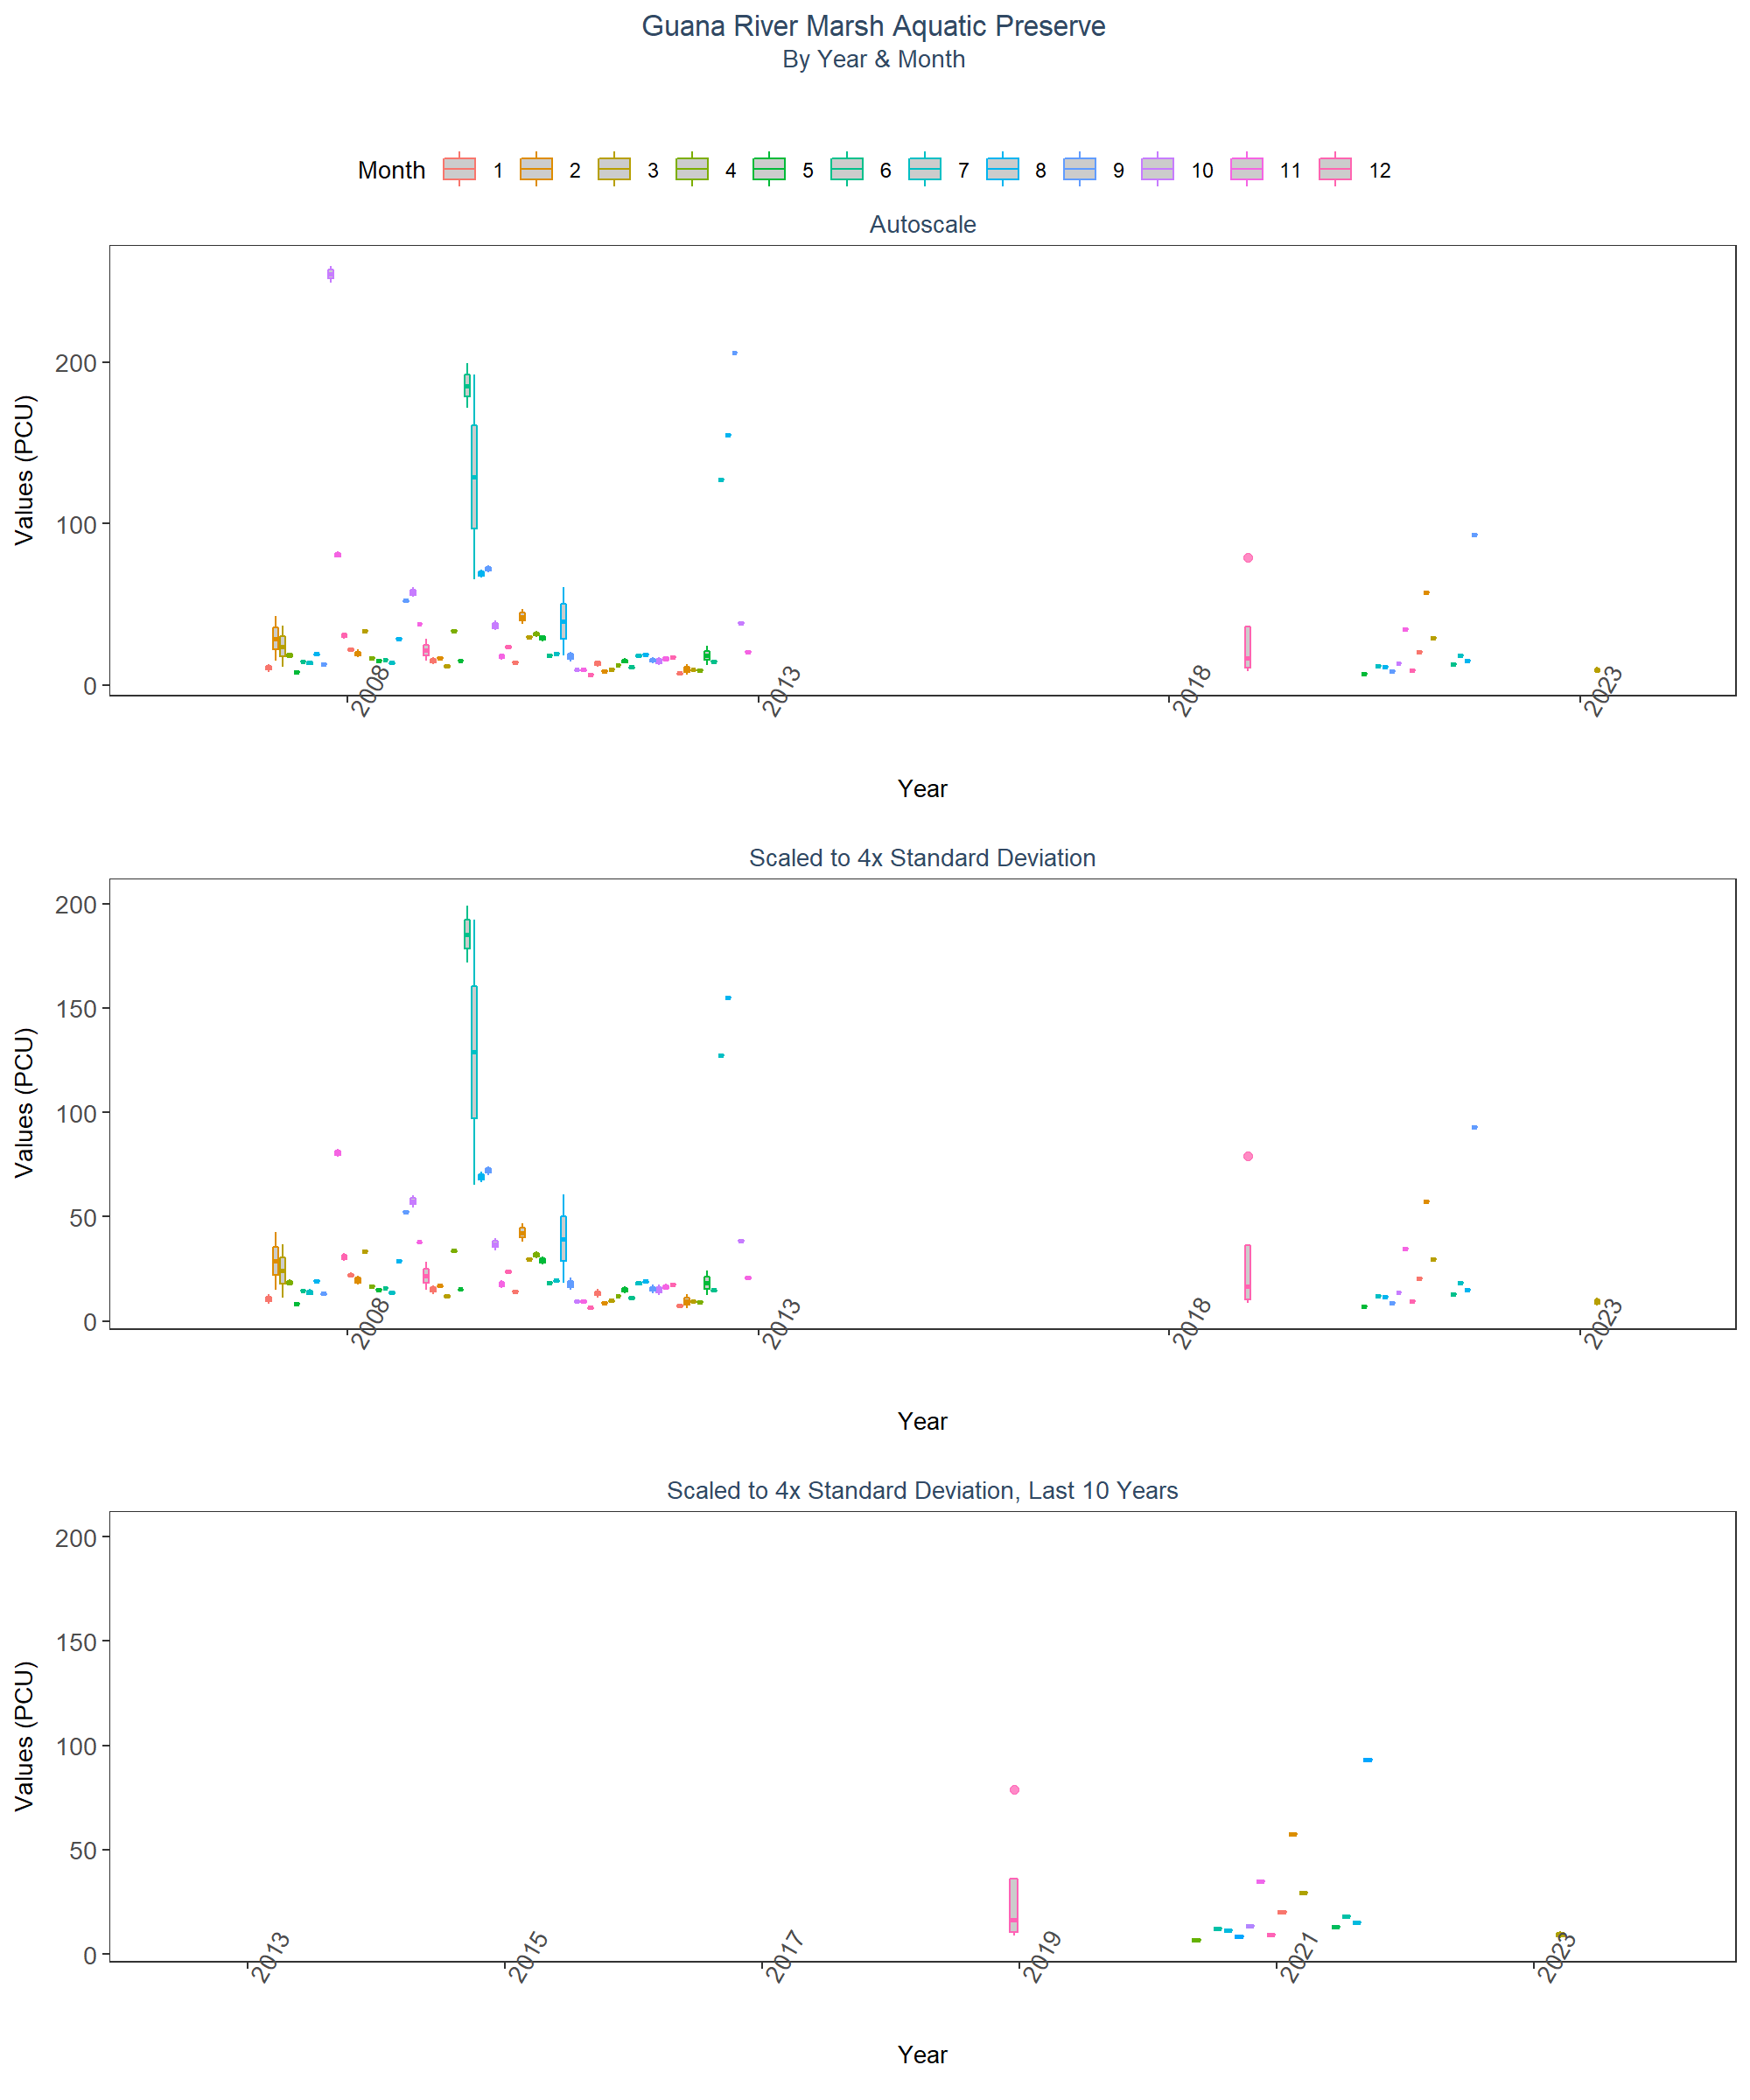 Guana River Marsh Aquatic Preserve
By Year & Month
Month 1 2 3 4 5 6 7 8 9 10 11 12
Autoscale
Values (PCU)
200
100
0
2008 2013 2018 2023
Year
Scaled to 4x Standard Deviation
Values (PCU)
200
150
100
50
0
2008 2013 2018 2023
Year
Scaled to 4x Standard Deviation, Last 10 Years
Values (PCU)
200
150
100
50
0
2013 2015 2017 2019 2021 2023
Year